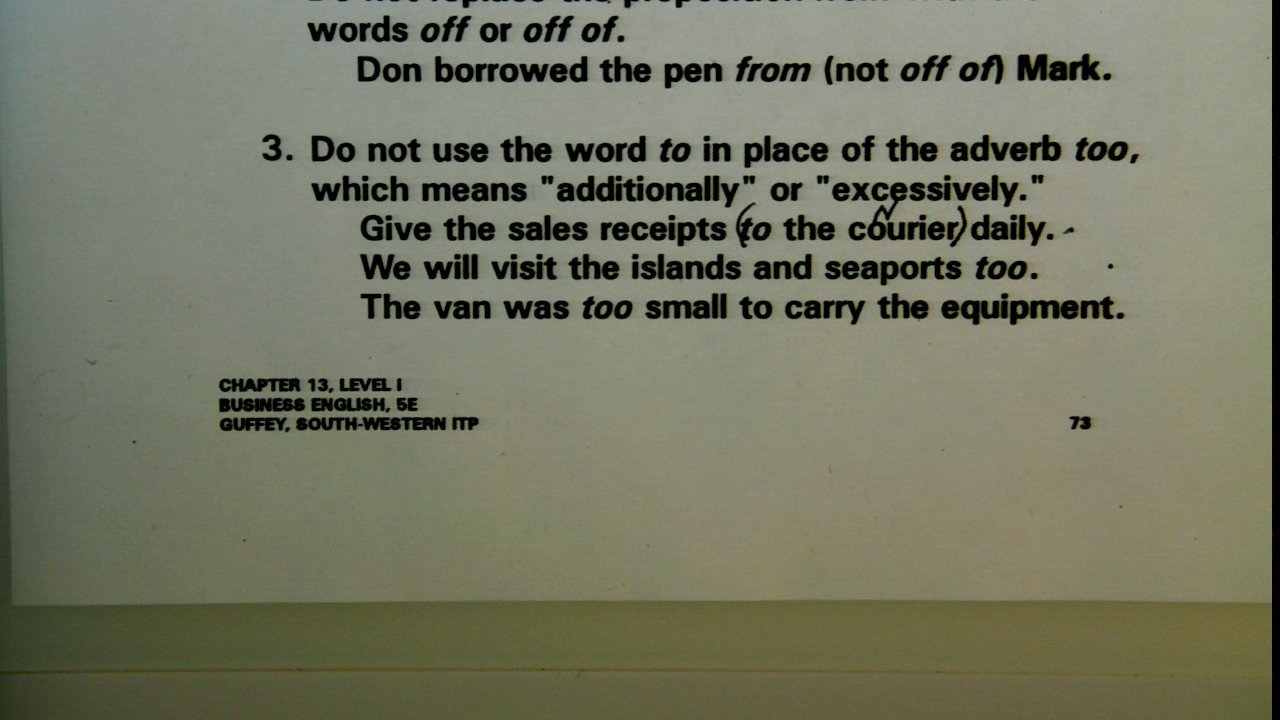 words off or off of.
Don borrowed the pen from (not off of) Mark.
3. Do not use the word to in place of the adverb too,
which means "additionally" or "excessively."
Give the sales receipts (to the courier) daily.
We will visit the islands and seaports too.
The van was too small to carry the equipment.
CHAPTER 13, LEVEL I
BUSINESS ENGLISH, 5E
GUFFEY, SOUTH-WESTERN ITP
73